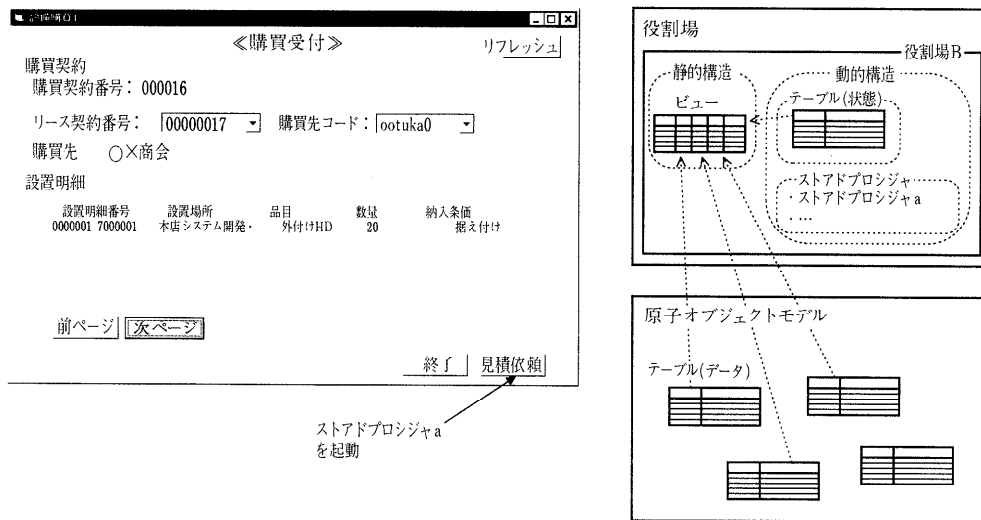 ≪購買受付≫
リフレッシュ
購買契約
購買契約番号： 000016
リース契約番号： 00000017 購買先コード： ootuka0
購買先 ○×商会
設置明細
設置明細番号 設置場所 品目 数量 納入条価
0000001 7000001 本店システム開発・ 外付けHD 20 据え付け
前ページ 次ページ
終了 見積依頼
ストアドプロシジャa
を起動
役割場
役割場B
静的構造
動的構造
ビュー
テーブル(状態)
ストアドプロシジャ
・ストアドプロシジャa
・…
原子オブジェクトモデル
テーブル(データ)